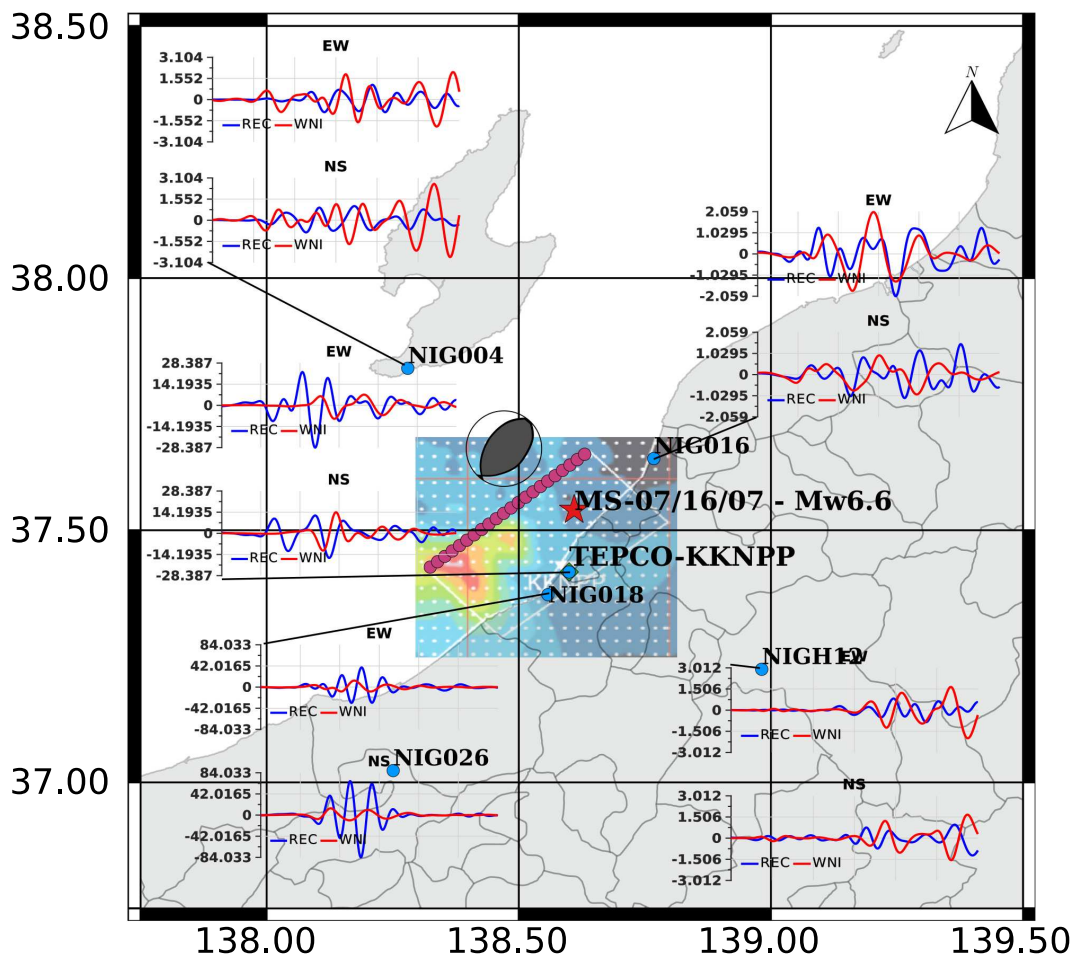 38.50
38.00
37.50
37.00
138.00 138.50 139.00 139.50
N
EW
3.104
1.552
0
-1.552
-3.104
REC WNI
NS
3.104
1.552
0
-1.552
-3.104
REC WNI
EW
2.059
1.0295
0
-1.0295
-2.059
REC WNI
NS
2.059
1.0295
0
-1.0295
-2.059
REC WNI
NIG004
EW
28.387
14.1935
0
-14.1935
-28.387
REC WNI
NIG016
NS
28.387
14.1935
0
-14.1935
-28.387
REC WNI
MS-07/16/07 - Mw6.6
TEPCO-KKNPP
KKNPP
NIG018
EW
84.033
42.0165
0
-42.0165
-84.033
REC WNI
NIGH12
EW
3.012
1.506
0
-1.506
-3.012
REC WNI
NIG026
NS
84.033
42.0165
0
-42.0165
-84.033
REC WNI
NS
3.012
1.506
0
-1.506
-3.012
REC WNI